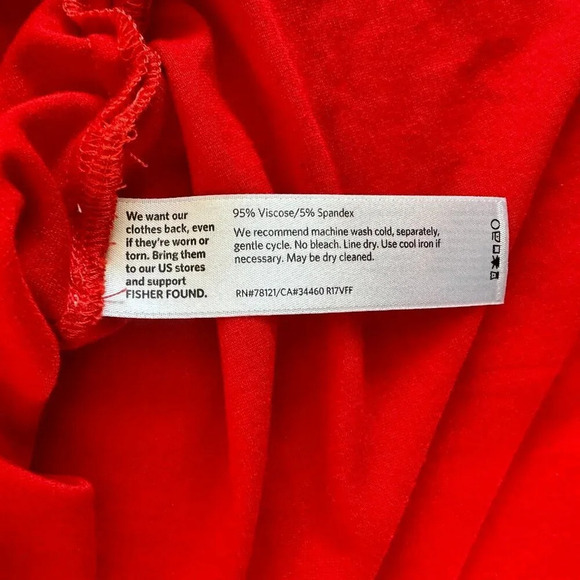 We want our
clothes back, even
if they're worn or
torn. Bring them
to our US stores
and support
FISHER FOUND.
95% Viscose/5% Spandex
We recommend machine wash cold, separately,
gentle cycle. No bleach. Line dry. Use cool iron if
necessary. May be dry cleaned.
RN#78121/CA#34460 R17VFF